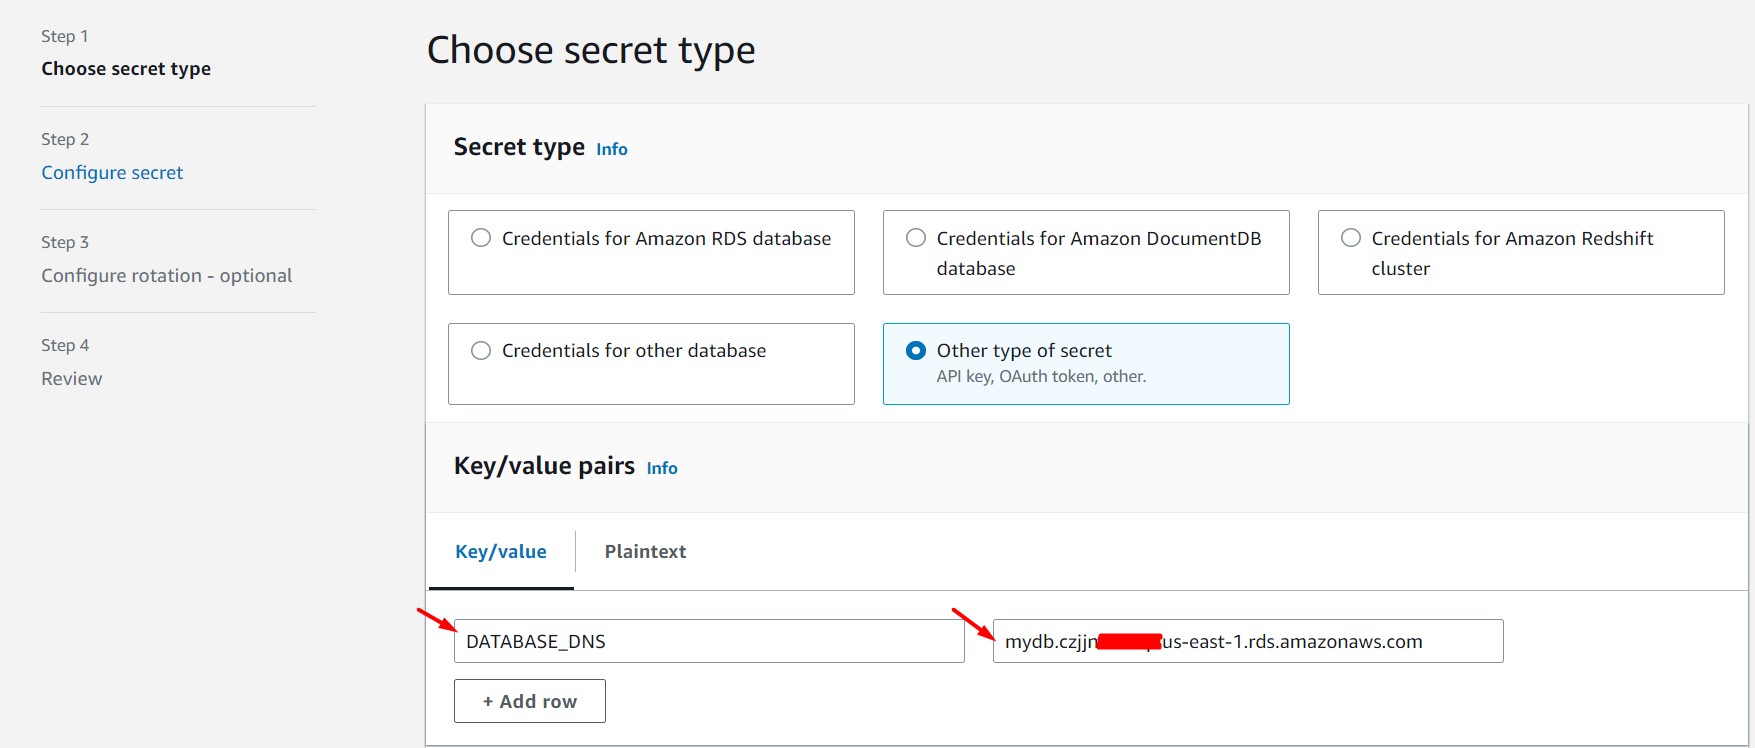 Step 1
Choose secret type
Step 2
Configure secret
Step 3
Configure rotation - optional
Step 4
Review
Choose secret type
Secret type Info
Credentials for Amazon RDS database
Credentials for Amazon DocumentDB
database
Credentials for Amazon Redshift
cluster
Credentials for other database
Other type of secret
API key, OAuth token, other.
Key/value pairs Info
Key/value
Plaintext
DATABASE_DNS
mydb.czjjn us-east-1.rds.amazonaws.com
+ Add row